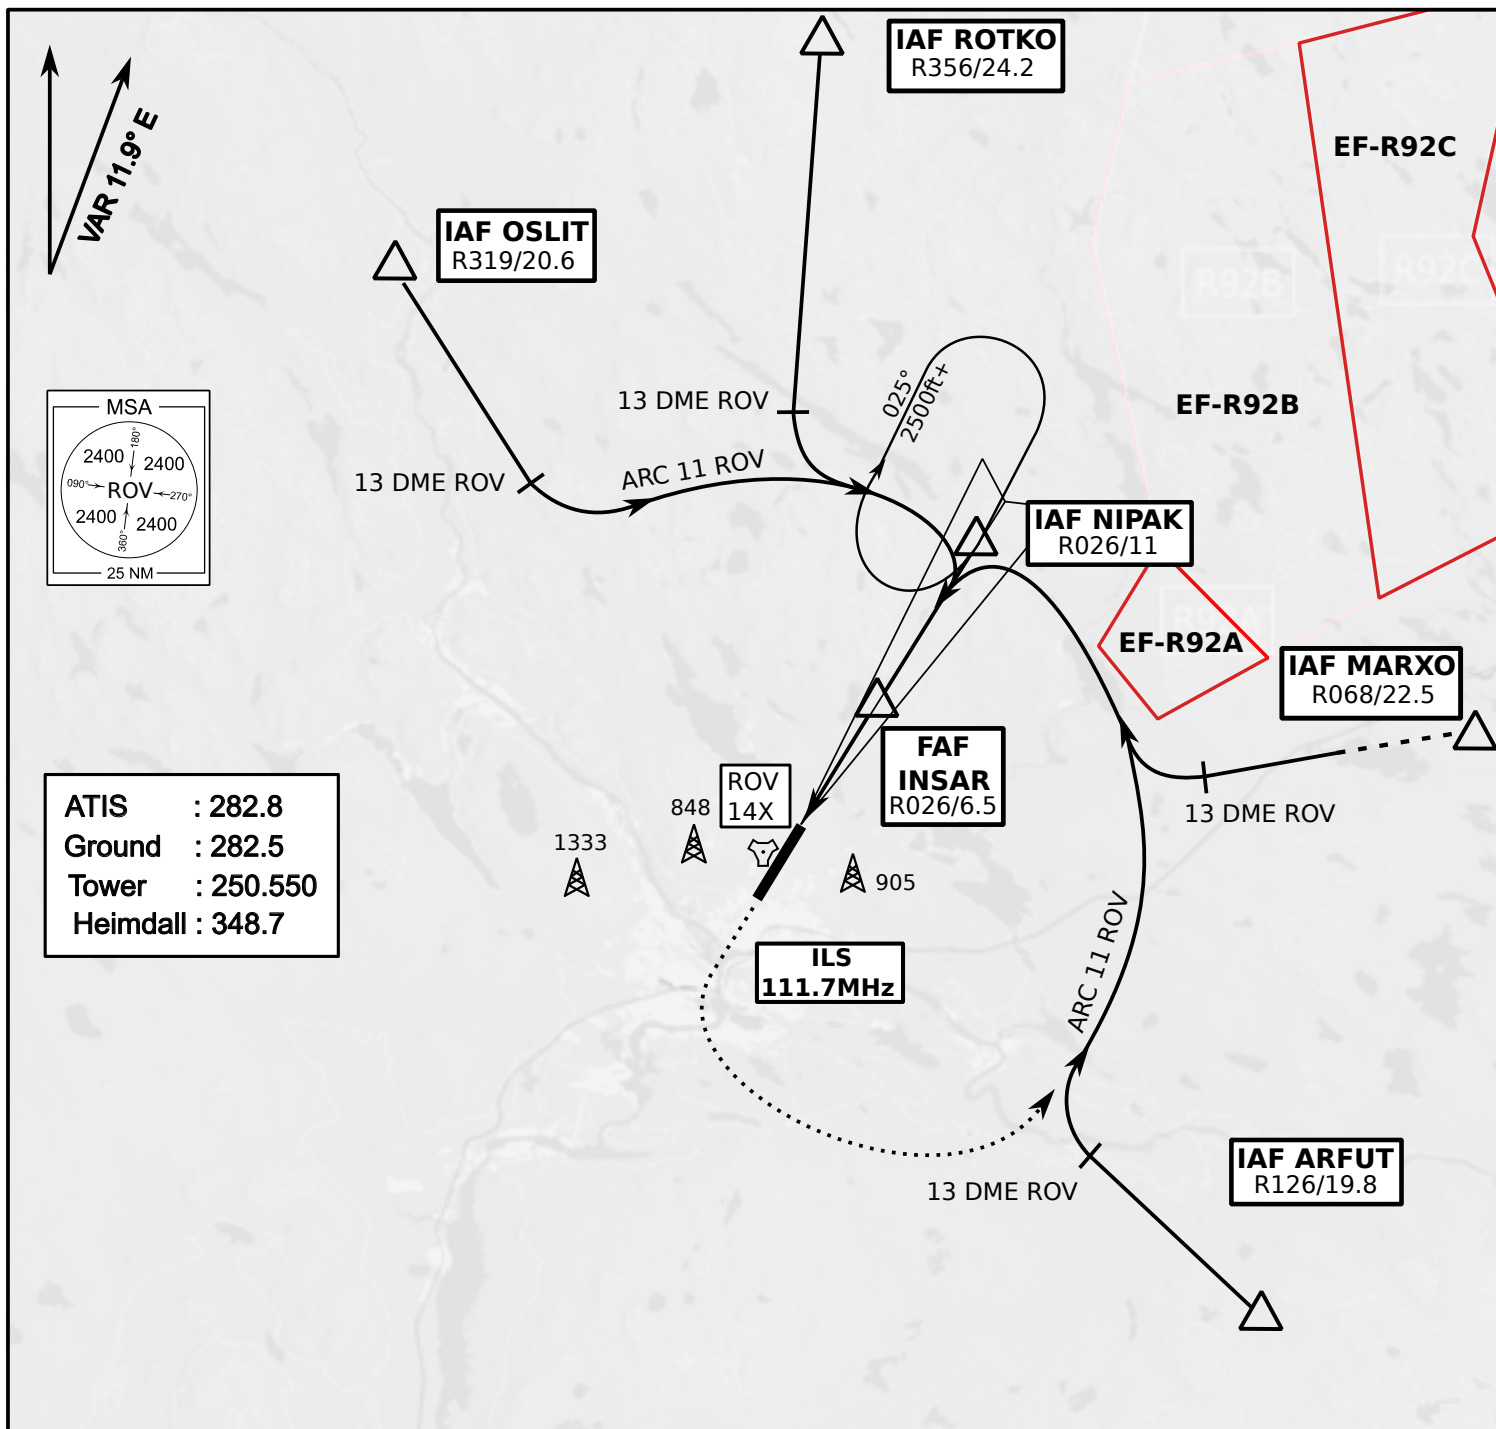 IAF ROTKO
R356/24.2
VAR 11.9° E
EF-R92C
IAF OSLIT
R319/20.6
R92B
R92C
025°
2500ft+
13 DME ROV
EF-R92B
MSA
180°
2400
2400
090°
ROV
270°
2400
2400
360°
25 NM
ARC 11 ROV
13 DME ROV
IAF NIPAK
R026/11
R92A
EF-R92A
IAF MARXO
R068/22.5
FAF
INSAR
R026/6.5
ROV
14X
848
1333
905
13 DME ROV
ATIS : 282.8
Ground : 282.5
Tower : 250.550
Heimdall : 348.7
ILS
111.7MHz
ARC 11 ROV
IAF ARFUT
R126/19.8
13 DME ROV